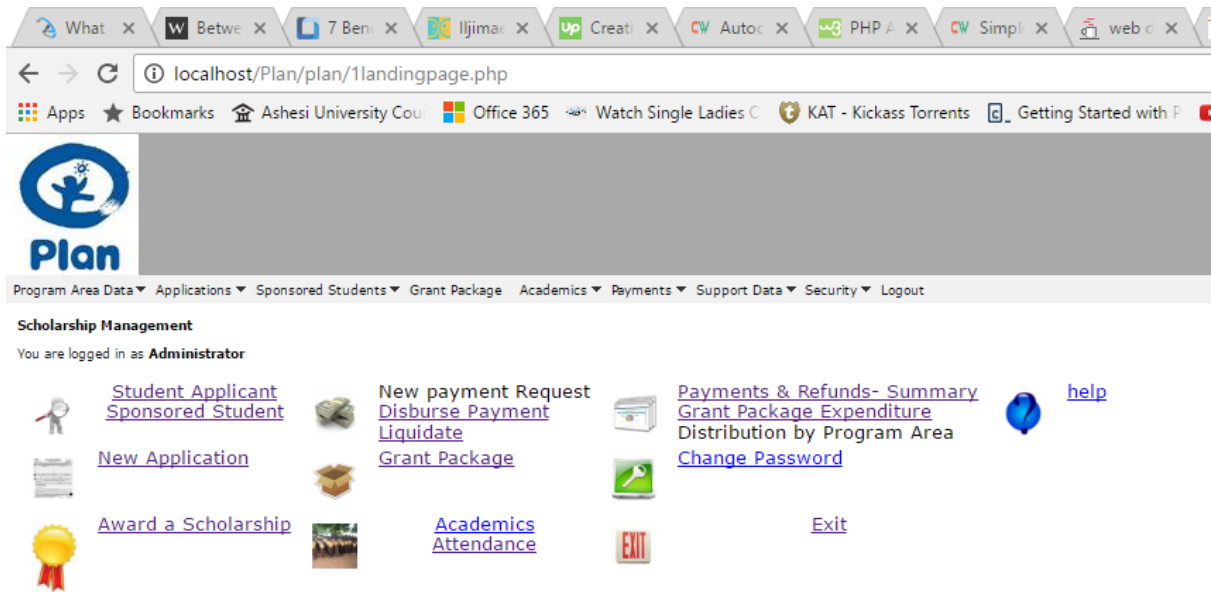 What Betwe 7 Ben Iljimae Creati Autoc PHP A Simpl web d
localhost/Plan/plan/1landingpage.php
Apps Bookmarks Ashesi University Cour Office 365 Watch Single Ladies C KAT - Kickass Torrents Getting Started with P
Plan
Program Area Data Applications Sponsored Students Grant Package Academics Payments Support Data Security Logout
Scholarship Management
You are logged in as Administrator
Student Applicant New payment Request Payments & Refunds- Summary help
Sponsored Student Disburse Payment Grant Package Expenditure
Liquidate Distribution by Program Area
New Application Grant Package Change Password
Award a Scholarship Academics Exit
Attendance
EXIT